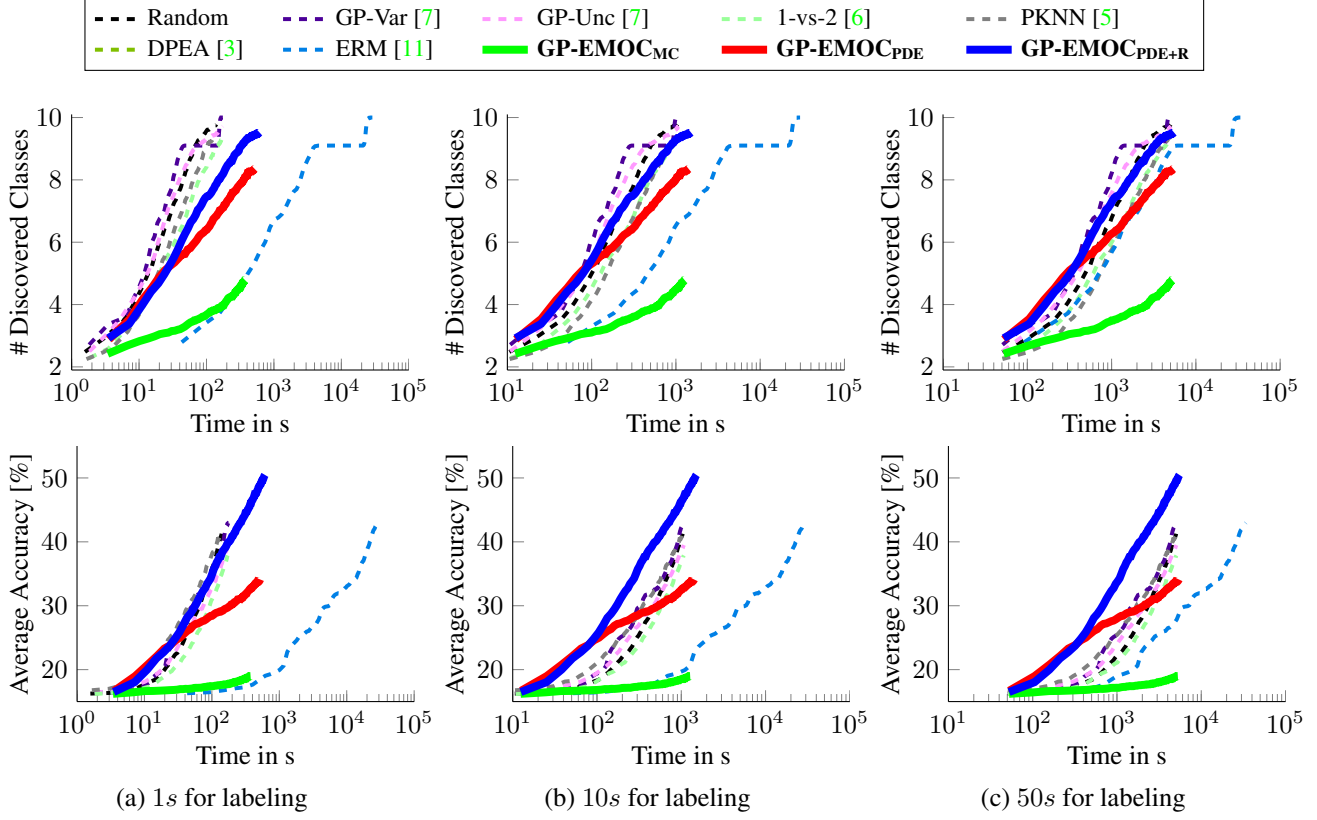 Random GP-Var [7] GP-Unc [7] 1-vs-2 [6] PKNN [5]
DPEA [3] ERM [11] GP-EMOC_MC GP-EMOC_PDE GP-EMOC_PDE+R
# Discovered Classes
10
8
6
4
2
10^0 10^1 10^2 10^3 10^4 10^5
Time in s
# Discovered Classes
10
8
6
4
2
10^1 10^2 10^3 10^4 10^5
Time in s
# Discovered Classes
10
8
6
4
2
10^1 10^2 10^3 10^4 10^5
Time in s
Average Accuracy [%]
50
40
30
20
10^0 10^1 10^2 10^3 10^4 10^5
Time in s
Average Accuracy [%]
50
40
30
20
10^1 10^2 10^3 10^4 10^5
Time in s
Average Accuracy [%]
50
40
30
20
10^1 10^2 10^3 10^4 10^5
Time in s
(a) 1s for labeling
(b) 10s for labeling
(c) 50s for labeling